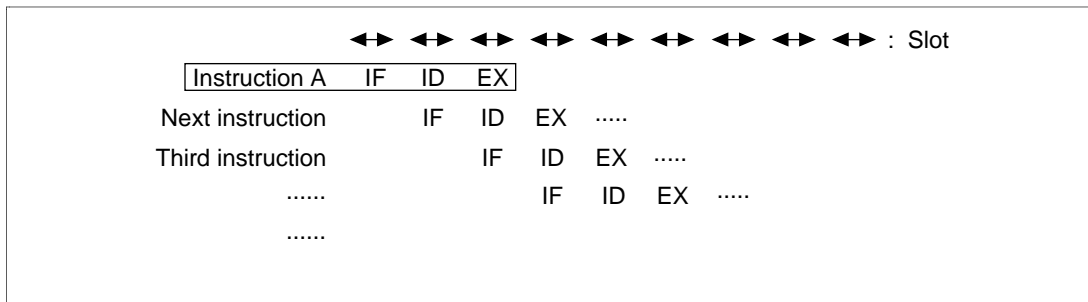 : Slot
Instruction A IF ID EX
Next instruction IF ID EX .....
Third instruction IF ID EX .....
...... IF ID EX .....
......